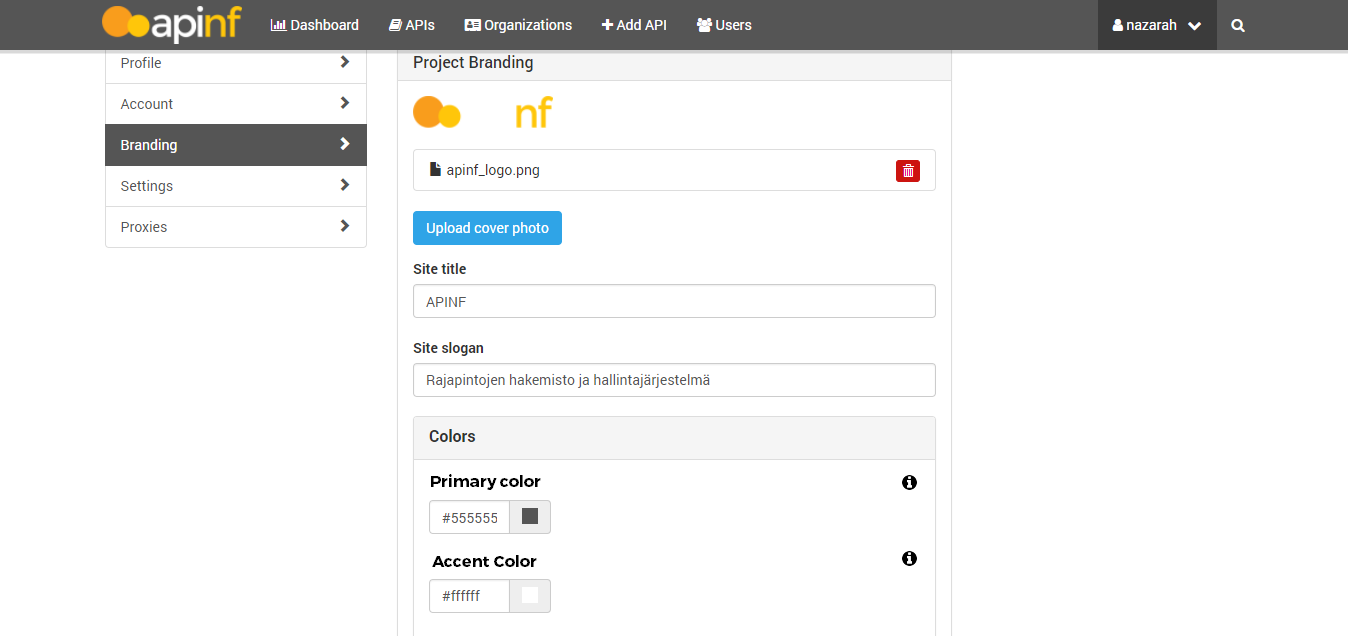 apinf
Dashboard
APIs
Organizations
Add API
Users
nazarah
Profile
Account
Branding
Settings
Proxies
Project Branding
nf
apinf_logo.png
Upload cover photo
Site title
APINF
Site slogan
Rajapintojen hakemisto ja hallintajärjestelmä
Colors
Primary color
#555555
Accent Color
#ffffff